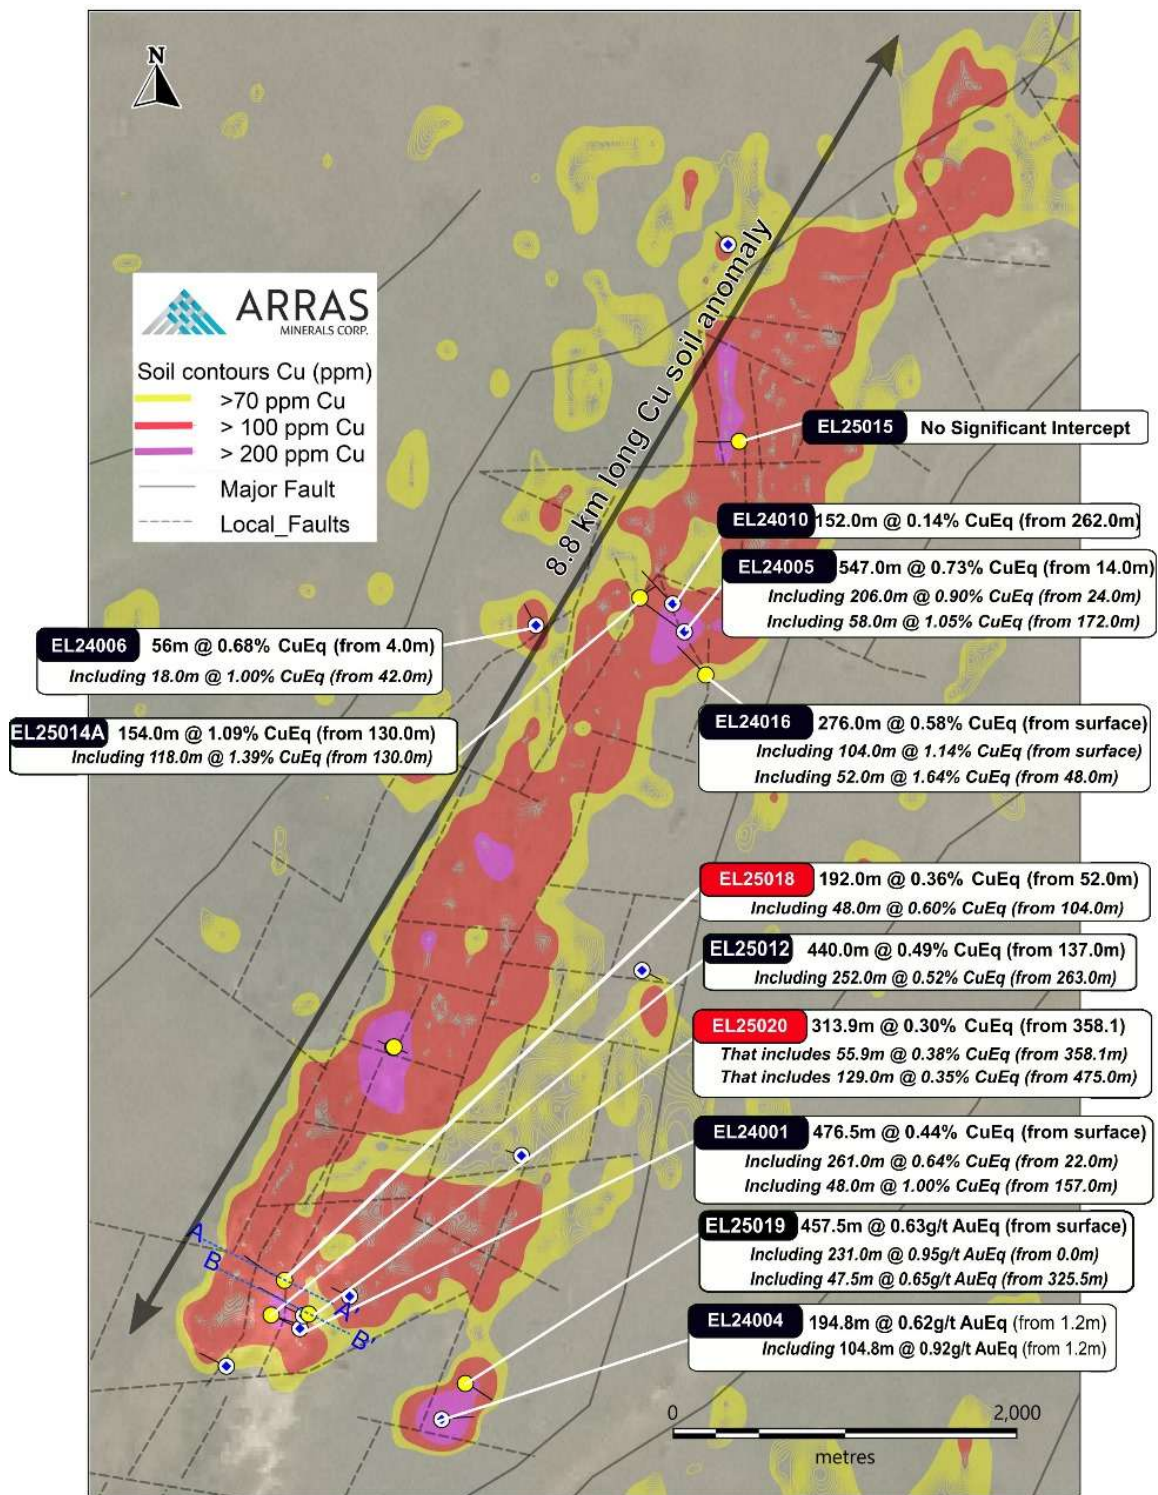 N
8.8 km long Cu soil anomaly
ARRAS
MINERALS CORP.
Soil contours Cu (ppm)
>70 ppm Cu
> 100 ppm Cu
> 200 ppm Cu
Major Fault
Local_Faults
EL25015 No Significant Intercept
EL24010 152.0m @ 0.14% CuEq (from 262.0m)
EL24005 547.0m @ 0.73% CuEq (from 14.0m)
Including 206.0m @ 0.90% CuEq (from 24.0m)
Including 58.0m @ 1.05% CuEq (from 172.0m)
EL24006 56m @ 0.68% CuEq (from 4.0m)
Including 18.0m @ 1.00% CuEq (from 42.0m)
EL25014A 154.0m @ 1.09% CuEq (from 130.0m)
Including 118.0m @ 1.39% CuEq (from 130.0m)
EL24016 276.0m @ 0.58% CuEq (from surface)
Including 104.0m @ 1.14% CuEq (from surface)
Including 52.0m @ 1.64% CuEq (from 48.0m)
EL25018 192.0m @ 0.36% CuEq (from 52.0m)
Including 48.0m @ 0.60% CuEq (from 104.0m)
EL25012 440.0m @ 0.49% CuEq (from 137.0m)
Including 252.0m @ 0.52% CuEq (from 263.0m)
EL25020 313.9m @ 0.30% CuEq (from 358.1)
That includes 55.9m @ 0.38% CuEq (from 358.1m)
That includes 129.0m @ 0.35% CuEq (from 475.0m)
EL24001 476.5m @ 0.44% CuEq (from surface)
Including 261.0m @ 0.64% CuEq (from 22.0m)
Including 48.0m @ 1.00% CuEq (from 157.0m)
EL25019 457.5m @ 0.63g/t AuEq (from surface)
Including 231.0m @ 0.95g/t AuEq (from 0.0m)
Including 47.5m @ 0.65g/t AuEq (from 325.5m)
EL24004 194.8m @ 0.62g/t AuEq (from 1.2m)
Including 104.8m @ 0.92g/t AuEq (from 1.2m)
A
B
A'
B'
0 2,000
metres